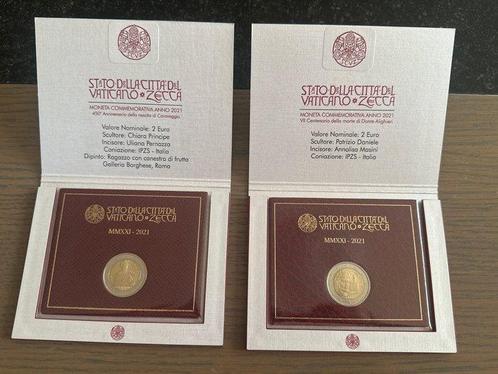 STATO DELLA CITTÀ DEL
VATICANO ZECCA
MONETA COMMEMORATIVA ANNO 2021
450° Anniversario della nascita di Caravaggio
Valore Nominale: 2 Euro
Scultore: Chiara Principe
Incisore: Uliana Pernazza
Coniazione: IPZS - Italia
Dipinto: Ragazzo con canestra di frutta
Galleria Borghese, Roma
STATO DELLA CITTÀ DEL
VATICANO ZECCA
MMXXI - 2021
STATO DELLA CITTÀ DEL
VATICANO ZECCA
MONETA COMMEMORATIVA ANNO 2021
VII Centenario della morte di Dante Alighieri
Valore Nominale: 2 Euro
Scultore: Patrizio Daniele
Incisore: Annalisa Masini
Coniazione: IPZS - Italia
STATO DELLA CITTÀ DEL
VATICANO ZECCA
MMXXI - 2021